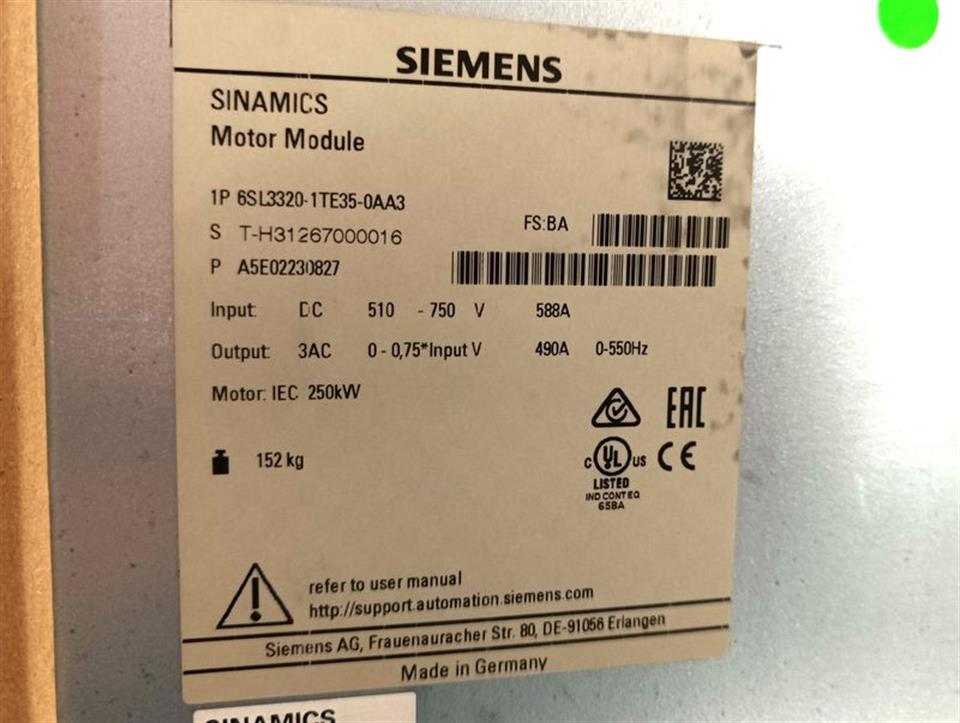 SIEMENS
SINAMICS
Motor Module
1P 6SL3320-1TE35-0AA3
S T-H31267000016 FS:BA
P A5E02230827
Input: DC 510 - 750 V 588A
Output: 3AC 0 - 0,75*Input V 490A 0-550Hz
Motor: IEC 250kW
EAC
152 kg
C UL US CE
LISTED
IND CONT EQ
65BA
refer to user manual
http://support.automation.siemens.com
Siemens AG, Frauenauracher Str. 80, DE-91056 Erlangen
Made in Germany
SINAMICS